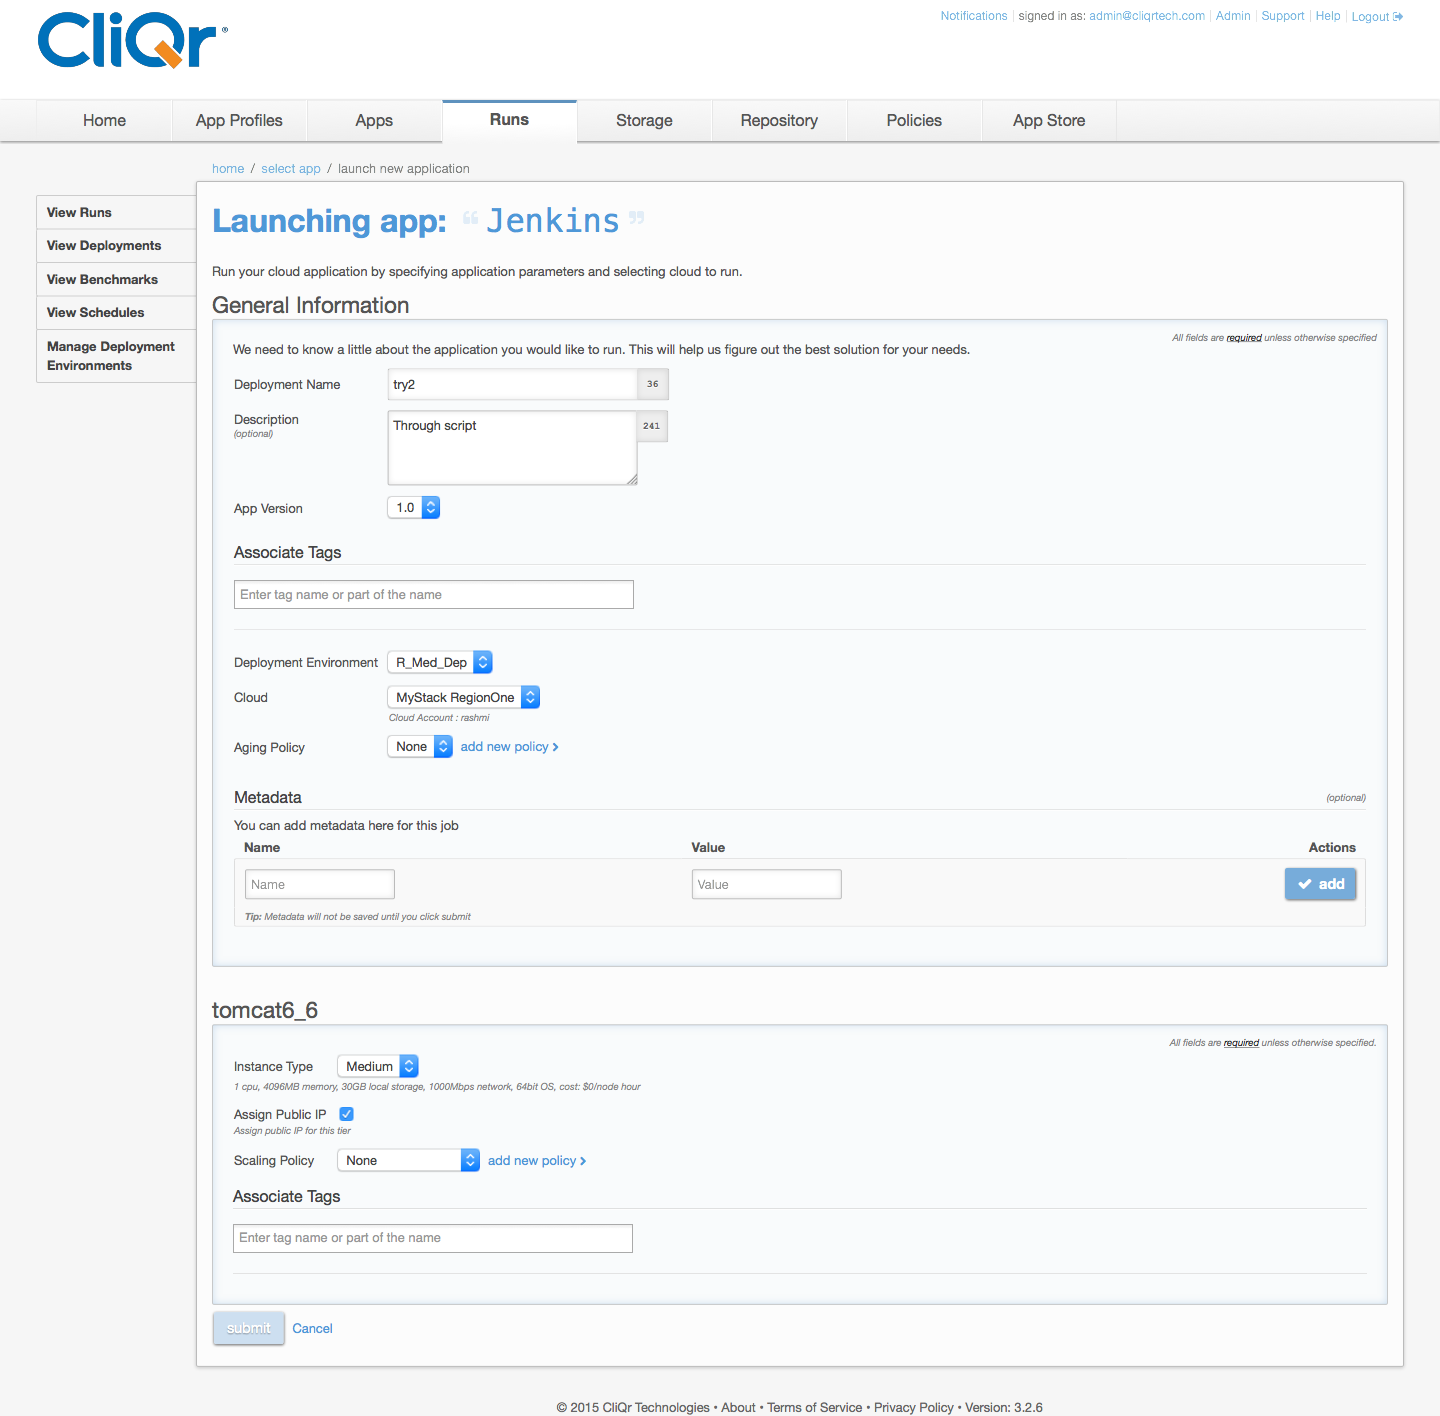 CliQr®
Notifications signed in as: admin@cliqrtech.com Admin Support Help Logout
Home App Profiles Apps Runs Storage Repository Policies App Store
home / select app / launch new application
View Runs
View Deployments
View Benchmarks
View Schedules
Manage Deployment
Environments
Launching app: “ Jenkins ”
Run your cloud application by specifying application parameters and selecting cloud to run.
General Information
All fields are required unless otherwise specified
We need to know a little about the application you would like to run. This will help us figure out the best solution for your needs.
Deployment Name try2 36
Description Through script 241
(optional)
App Version 1.0
Associate Tags
Enter tag name or part of the name
Deployment Environment R_Med_Dep
Cloud MyStack RegionOne
Cloud Account : rashmi
Aging Policy None add new policy
Metadata (optional)
You can add metadata here for this job
Name Value Actions
Name Value add
Tip: Metadata will not be saved until you click submit
tomcat6_6
All fields are required unless otherwise specified.
Instance Type Medium
1 cpu, 4096MB memory, 30GB local storage, 1000Mbps network, 64bit OS, cost: $0/node hour
Assign Public IP
Assign public IP for this tier
Scaling Policy None add new policy
Associate Tags
Enter tag name or part of the name
submit Cancel
© 2015 CliQr Technologies • About • Terms of Service • Privacy Policy • Version: 3.2.6